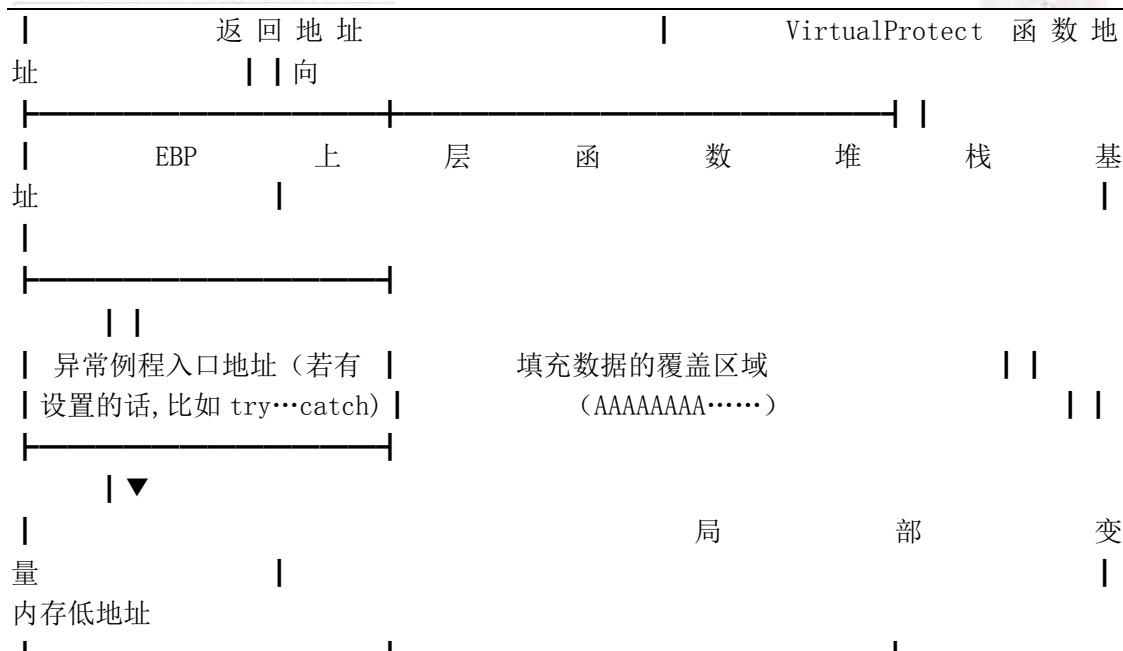 ┃ 返 回 地 址 ┃ VirtualProtect 函 数 地
址 ┃ ┃向
┣━━━━━━━━━━━━╋━━━━━━━━━━━━━━━━━┫ ┃
┃ EBP 上 层 函 数 堆 栈 基
址 ┃ ┃
┃
┣━━━━━━━━━━━━┫
┃ ┃
┃ 异常例程入口地址（若有 ┃ 填充数据的覆盖区域 ┃ ┃
┃ 设置的话,比如 try…catch) ┃ （AAAAAAAA……） ┃ ┃
┣━━━━━━━━━━━━┫
┃ ▼
┃ 局 部 变
量 ┃ ┃
内存低地址